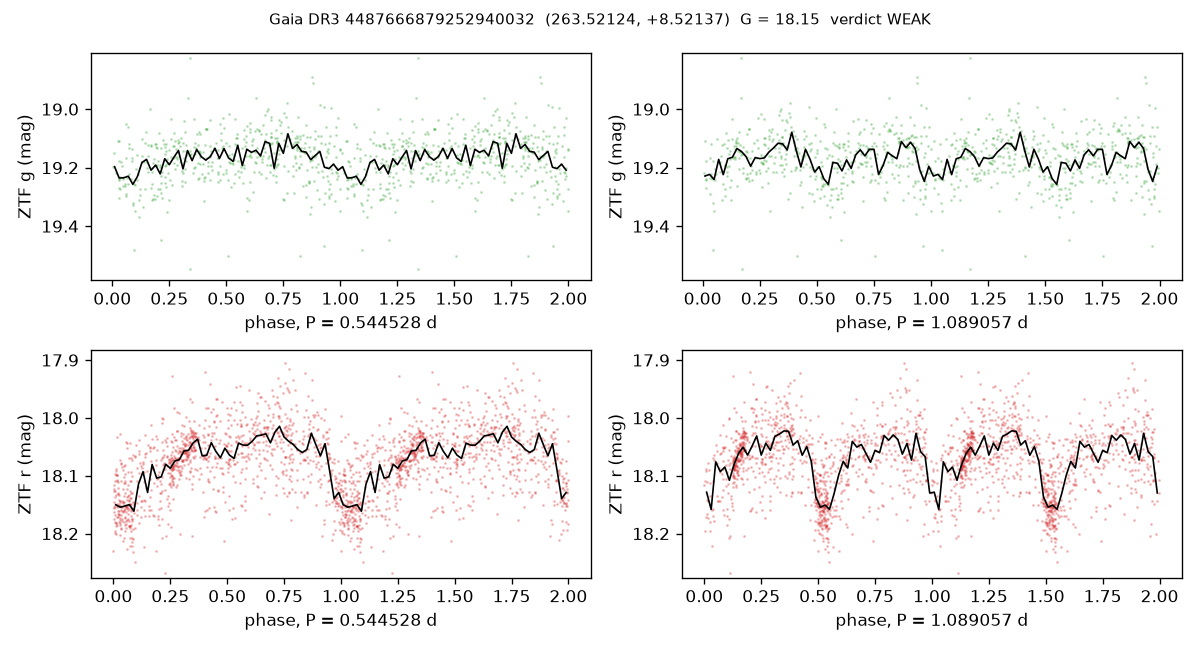 Gaia DR3 4487666879252940032 (263.52124, +8.52137) G = 18.15 verdict WEAK
ZTF g (mag)
19.0
19.2
19.4
0.00 0.25 0.50 0.75 1.00 1.25 1.50 1.75 2.00
phase, P = 0.544528 d
ZTF g (mag)
19.0
19.2
19.4
0.00 0.25 0.50 0.75 1.00 1.25 1.50 1.75 2.00
phase, P = 1.089057 d
ZTF r (mag)
17.9
18.0
18.1
18.2
0.00 0.25 0.50 0.75 1.00 1.25 1.50 1.75 2.00
phase, P = 0.544528 d
ZTF r (mag)
17.9
18.0
18.1
18.2
0.00 0.25 0.50 0.75 1.00 1.25 1.50 1.75 2.00
phase, P = 1.089057 d